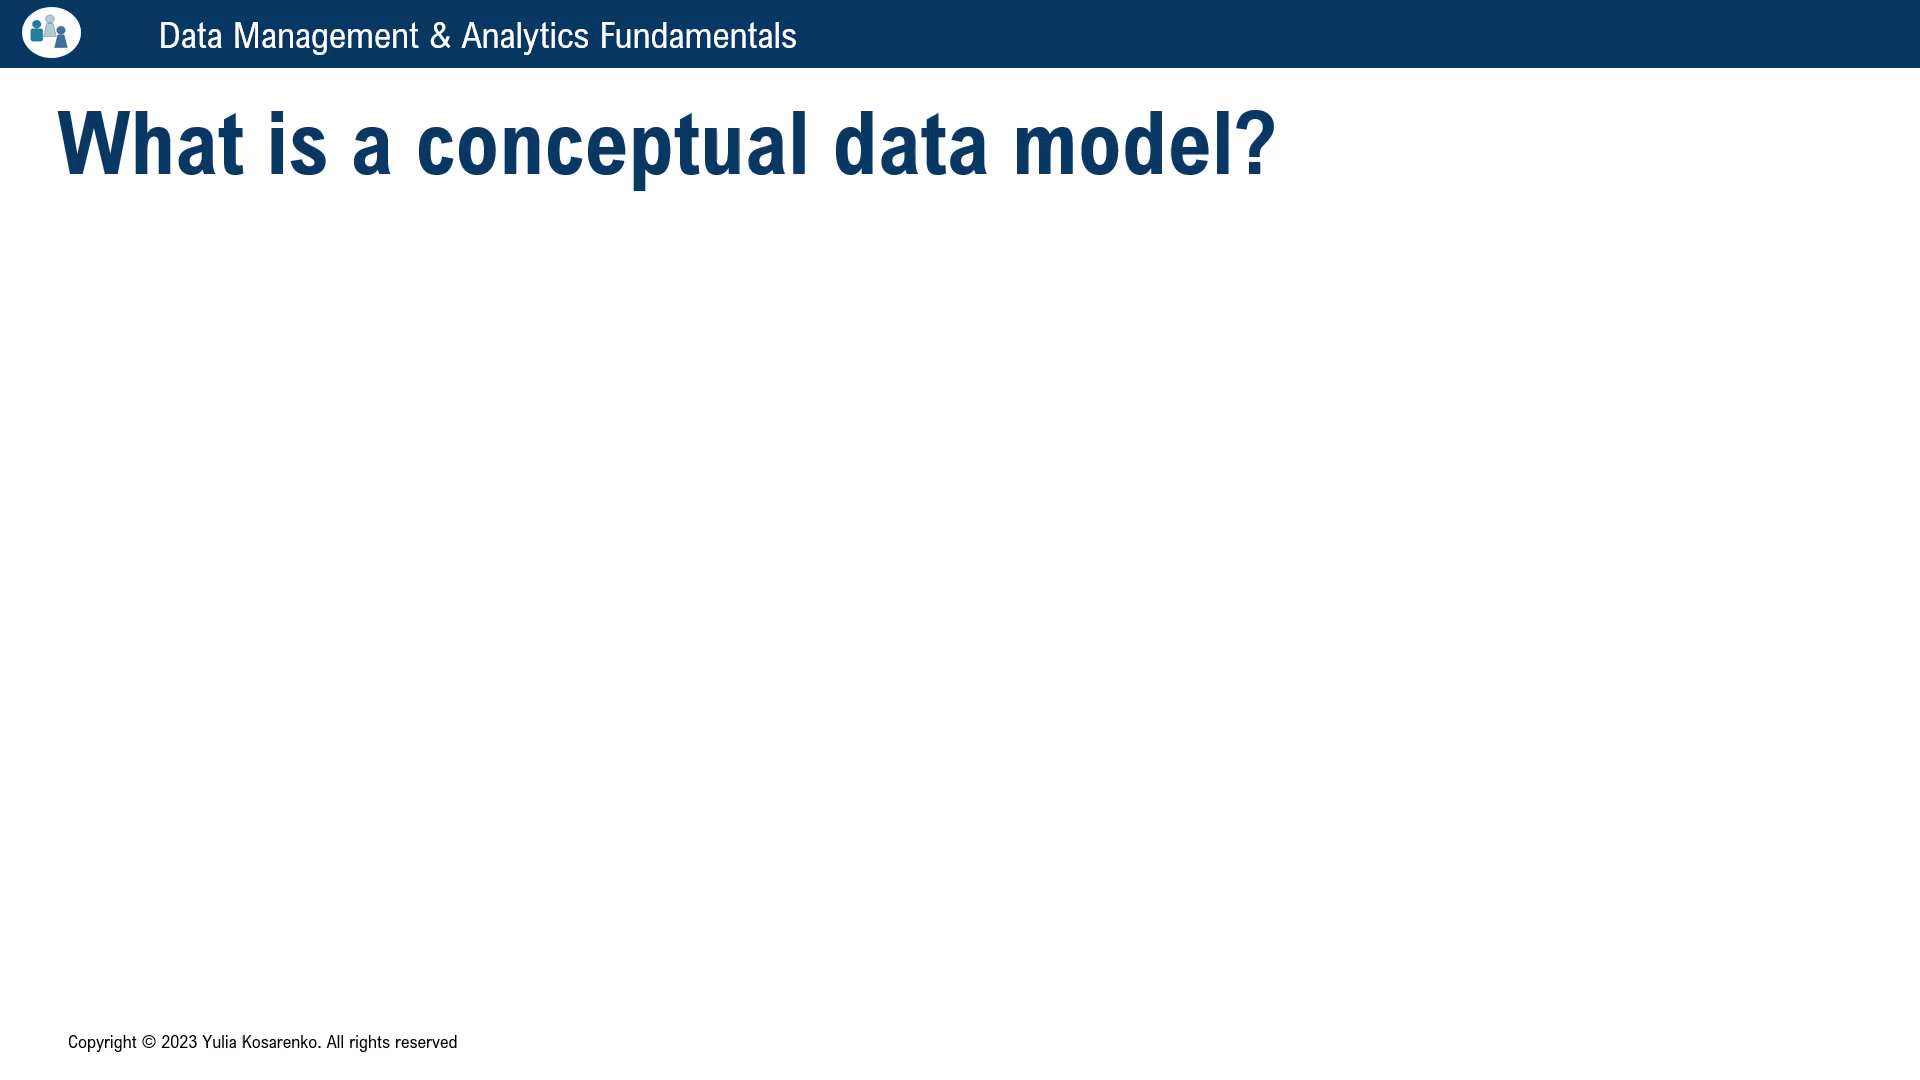 Data Management & Analytics Fundamentals
What is a conceptual data model?
Copyright © 2023 Yulia Kosarenko. All rights reserved